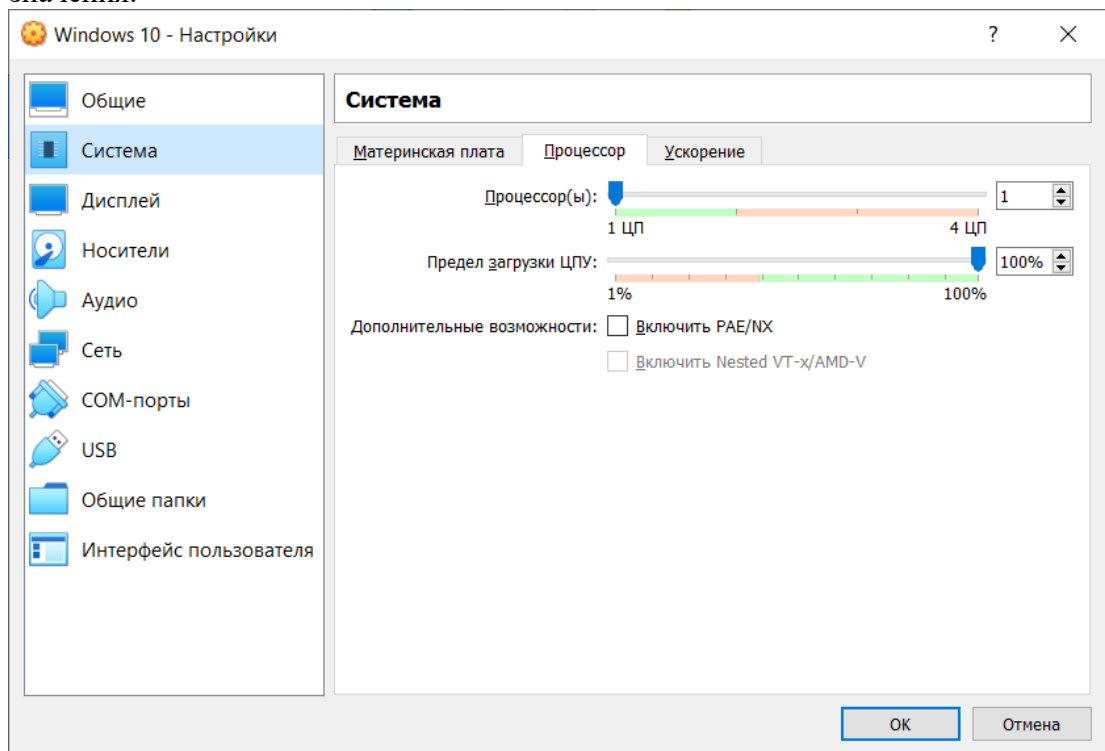 значения.
Windows 10 - Настройки
?
Общие
Система
Дисплей
Носители
Аудио
Сеть
COM-порты
USB
Общие папки
Интерфейс пользователя
Система
Материнская плата Процессор Ускорение
Процессор(ы): 1
1 ЦП 4 ЦП
Предел загрузки ЦПУ: 100%
1% 100%
Дополнительные возможности: Включить PAE/NX
Включить Nested VT-x/AMD-V
OK Отмена